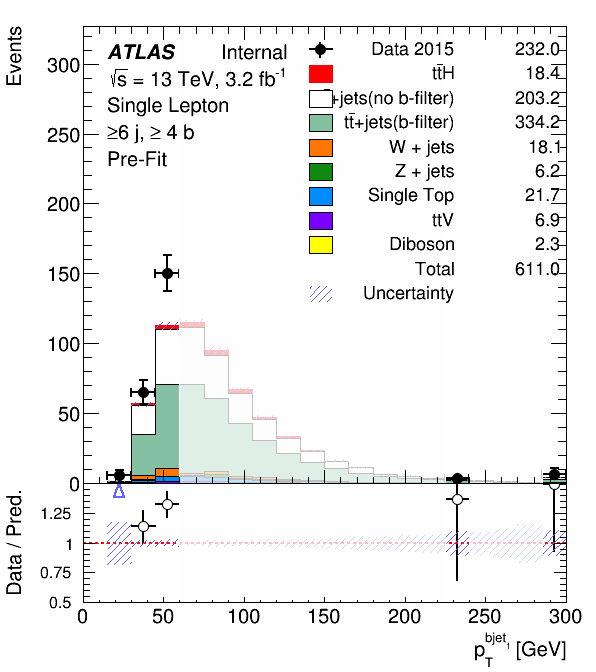 Events
ATLAS Internal
√s = 13 TeV, 3.2 fb⁻¹
Single Lepton
≥6 j, ≥ 4 b
Pre-Fit
Data 2015 232.0
tt̄H 18.4
+jets(no b-filter) 203.2
tt̄+jets(b-filter) 334.2
W + jets 18.1
Z + jets 6.2
Single Top 21.7
ttV 6.9
Diboson 2.3
Total 611.0
Uncertainty
300
250
200
150
100
50
0
Data / Pred.
1.25
1
0.75
0.5
0 50 100 150 200 250 300
p_T^bjet, [GeV]